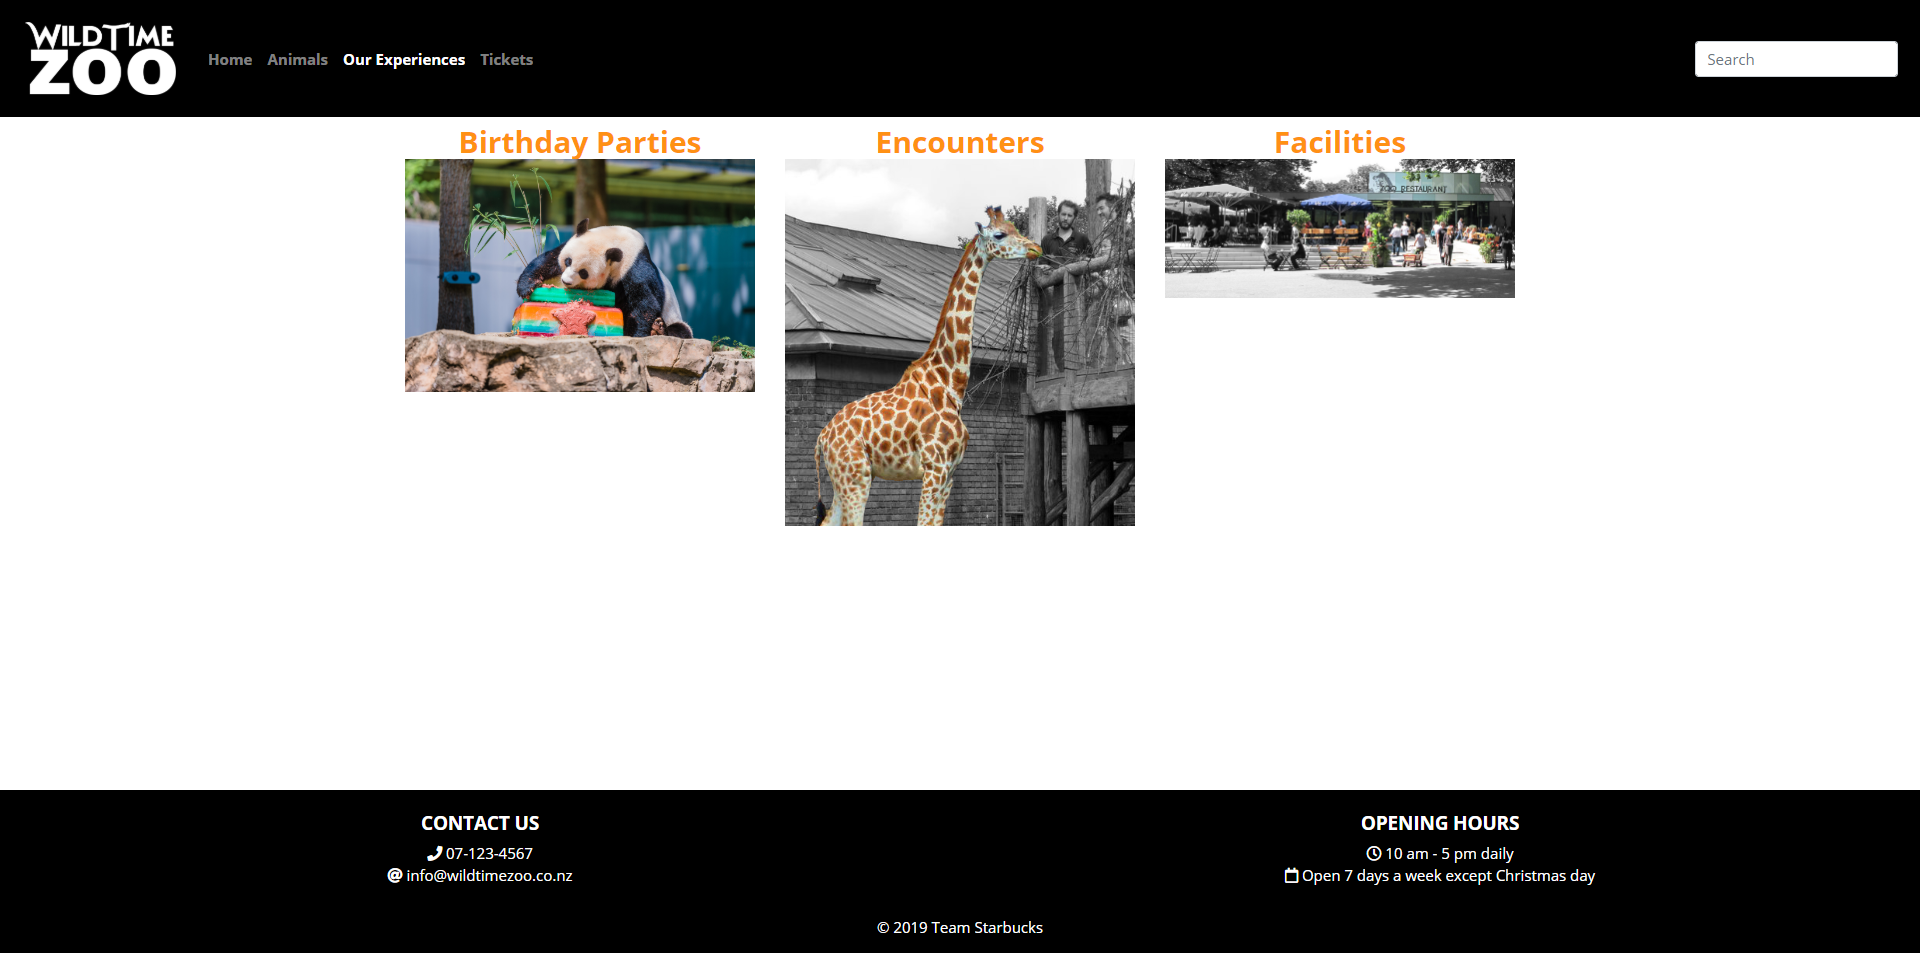 WILDTIME
ZOO
Home Animals Our Experiences Tickets
Search
Birthday Parties
Encounters
Facilities
ZOO RESTAURANT
CONTACT US
07-123-4567
info@wildtimezoo.co.nz
OPENING HOURS
10 am - 5 pm daily
Open 7 days a week except Christmas day
© 2019 Team Starbucks